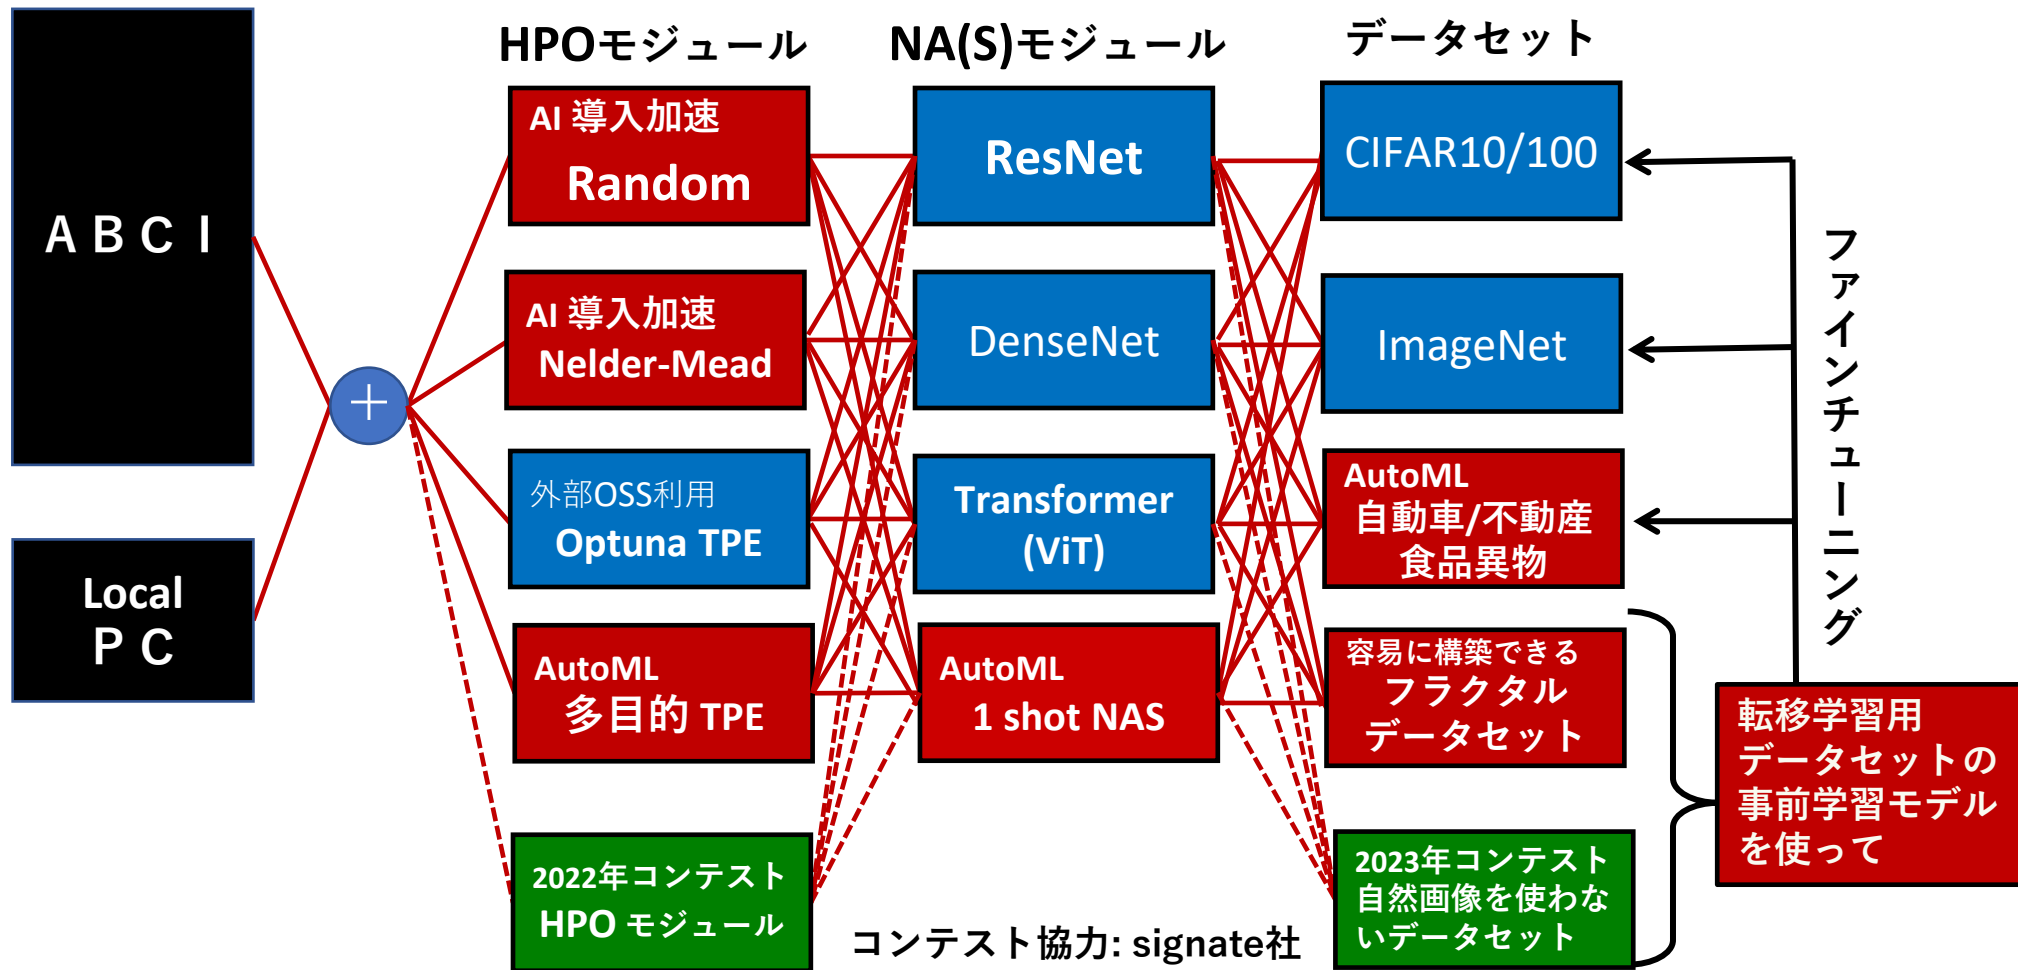 ＡＢＣＩ
Local
ＰＣ
HPOモジュール
AI 導入加速
Random
AI 導入加速
Nelder-Mead
外部OSS利用
Optuna TPE
AutoML
多目的 TPE
2022年コンテスト
HPO モジュール
NA(S)モジュール
ResNet
DenseNet
Transformer
(ViT)
AutoML
1 shot NAS
コンテスト協力: signate社
データセット
CIFAR10/100
ImageNet
AutoML
自動車/不動産
食品異物
容易に構築できる
フラクタル
データセット
2023年コンテスト
自然画像を使わな
いデータセット
ファインチューニング
転移学習用
データセットの
事前学習モデル
を使って